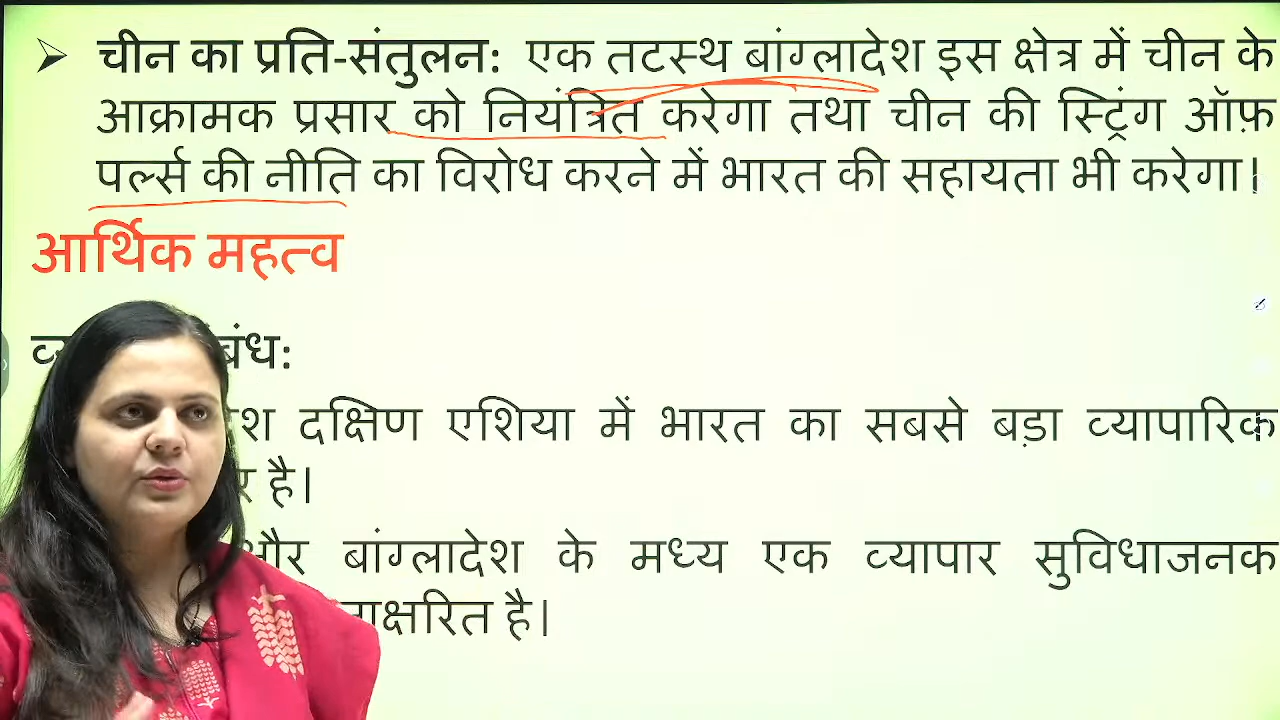 चीन का प्रति-संतुलन: एक तटस्थ बांग्लादेश इस क्षेत्र में चीन के
आक्रामक प्रसार को नियंत्रित करेगा तथा चीन की स्ट्रिंग ऑफ़
पर्ल्स की नीति का विरोध करने में भारत की सहायता भी करेगा।
आर्थिक महत्व
दक्षिण एशिया में भारत का सबसे बड़ा व्यापारिक
है।
और बांग्लादेश के मध्य एक व्यापार सुविधाजनक
है।